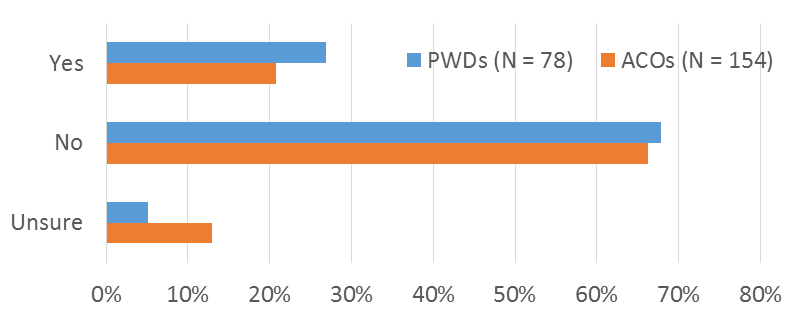 Yes
PWDs (N = 78) ACOs (N = 154)
No
Unsure
0% 10% 20% 30% 40% 50% 60% 70% 80%